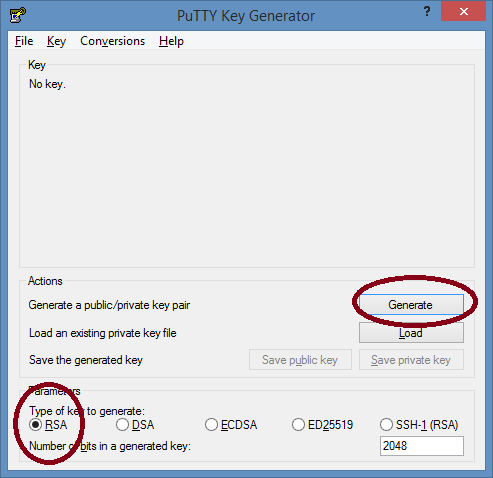 PuTTY Key Generator
?
File Key Conversions Help
Key
No key.
Actions
Generate a public/private key pair
Generate
Load an existing private key file
Load
Save the generated key
Save public key
Save private key
Parameters
Type of key to generate:
RSA
DSA
ECDSA
ED25519
SSH-1 (RSA)
Number of bits in a generated key:
2048